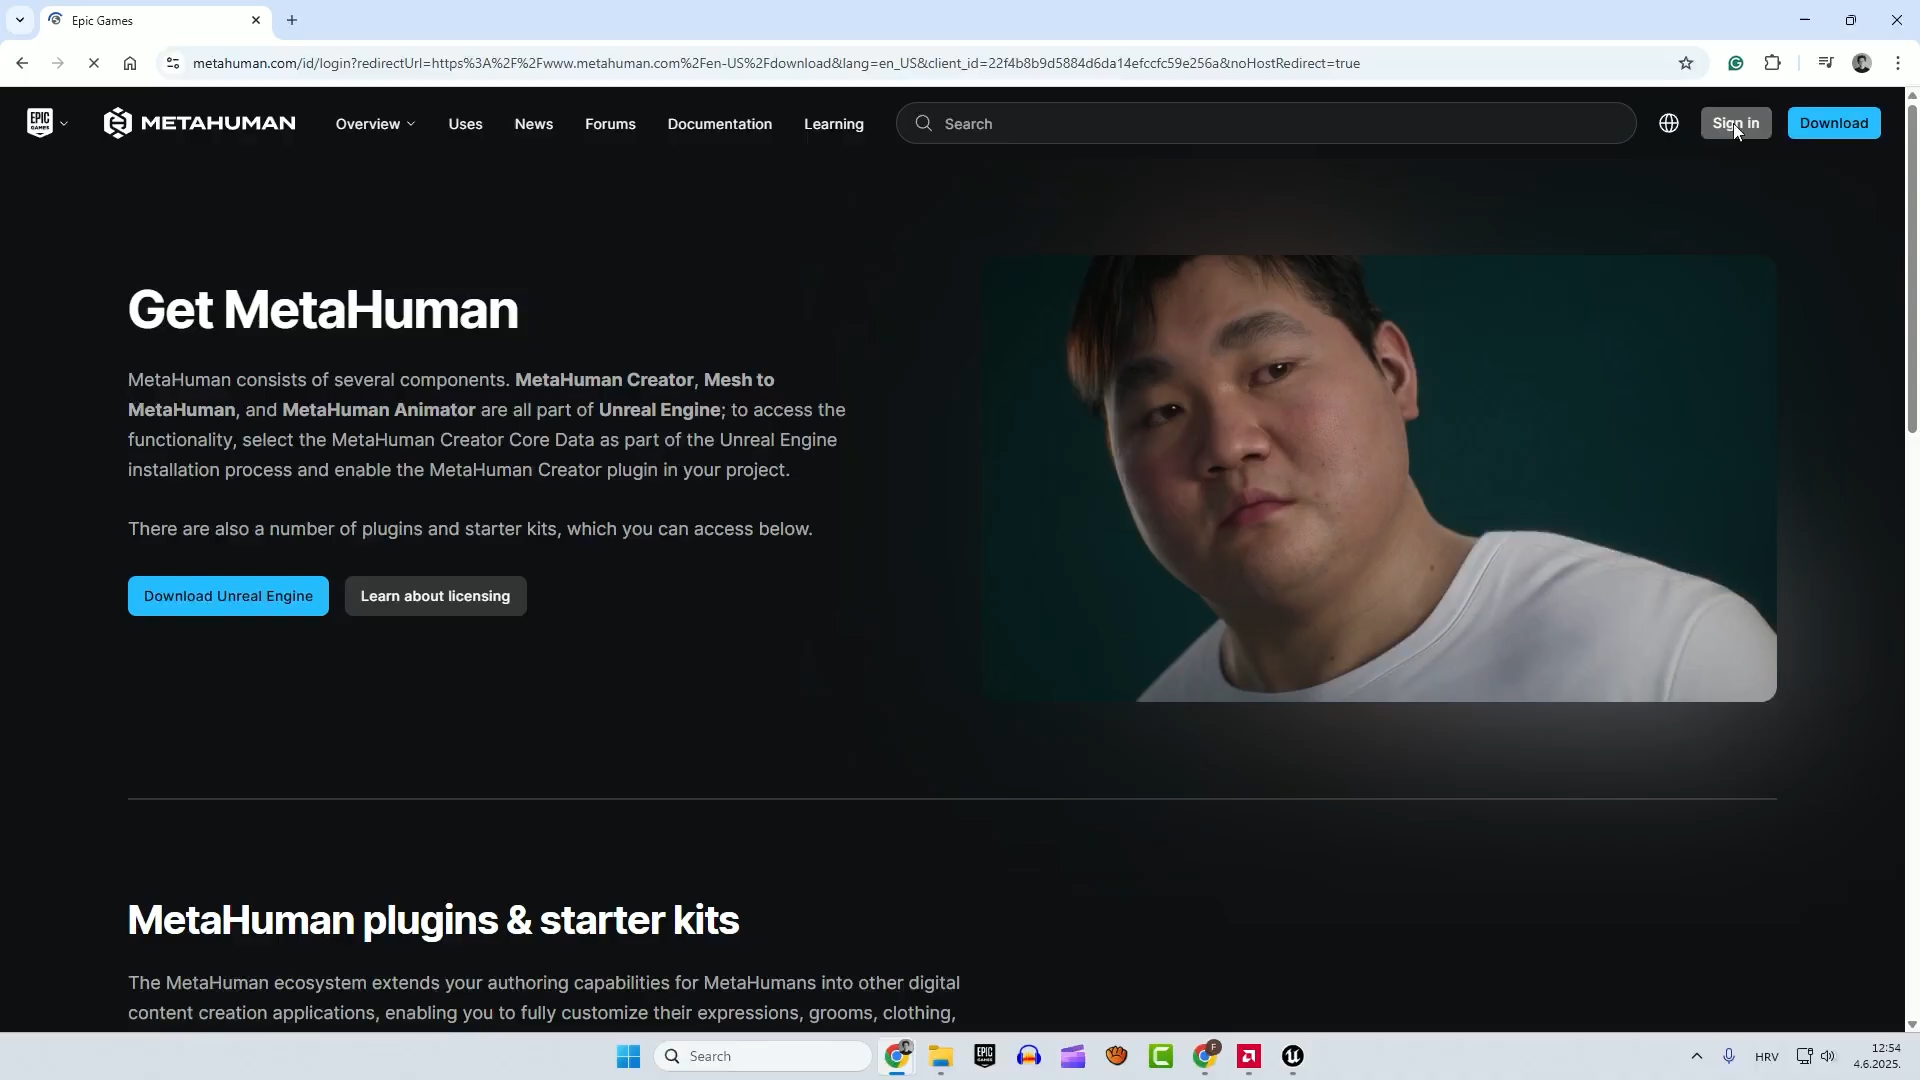 Epic Games
metahuman.com/id/login?redirectUrl=https%3A%2F%2Fwww.metahuman.com%2Fen-US%2Fdownload&lang=en_US&client_id=22f4b8b9d5884d6da14efccfc59e256a&noHostRedirect=true
EPIC GAMES
METAHUMAN
Overview
Uses
News
Forums
Documentation
Learning
Search
Sign in
Download
Get MetaHuman
MetaHuman consists of several components. MetaHuman Creator, Mesh to
MetaHuman, and MetaHuman Animator are all part of Unreal Engine; to access the
functionality, select the MetaHuman Creator Core Data as part of the Unreal Engine
installation process and enable the MetaHuman Creator plugin in your project.
There are also a number of plugins and starter kits, which you can access below.
Download Unreal Engine
Learn about licensing
MetaHuman plugins & starter kits
The MetaHuman ecosystem extends your authoring capabilities for MetaHumans into other digital
content creation applications, enabling you to fully customize their expressions, grooms, clothing,
Search
EPIC GAMES
F
HRV
12:54
4.6.2025.